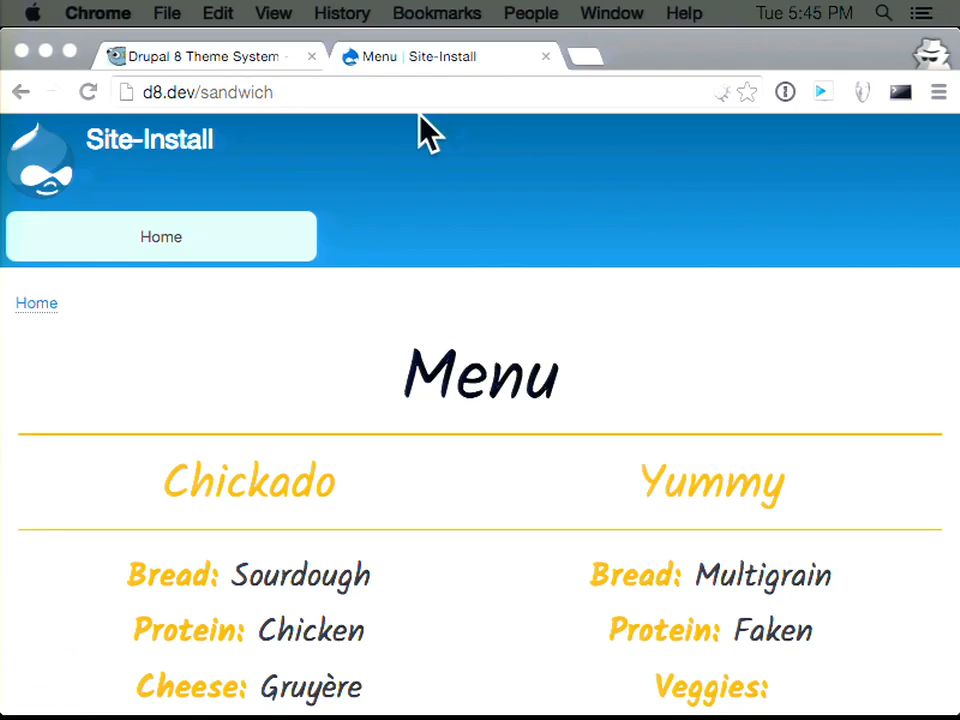 Chrome File Edit View History Bookmarks People Window Help Tue 5:45 PM
Drupal 8 Theme System - Menu | Site-Install
d8.dev/sandwich
Site-Install
Home
Home
Menu
Chickado Yummy
Bread: Sourdough Bread: Multigrain
Protein: Chicken Protein: Faken
Cheese: Gruyère Veggies: